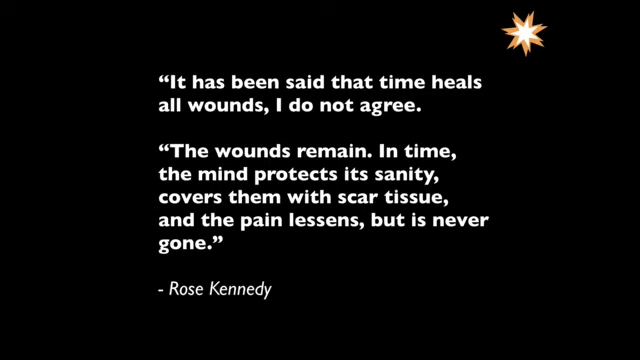 “It has been said that time heals
all wounds, I do not agree.
“The wounds remain. In time,
the mind protects its sanity,
covers them with scar tissue,
and the pain lessens, but is never
gone.”
- Rose Kennedy